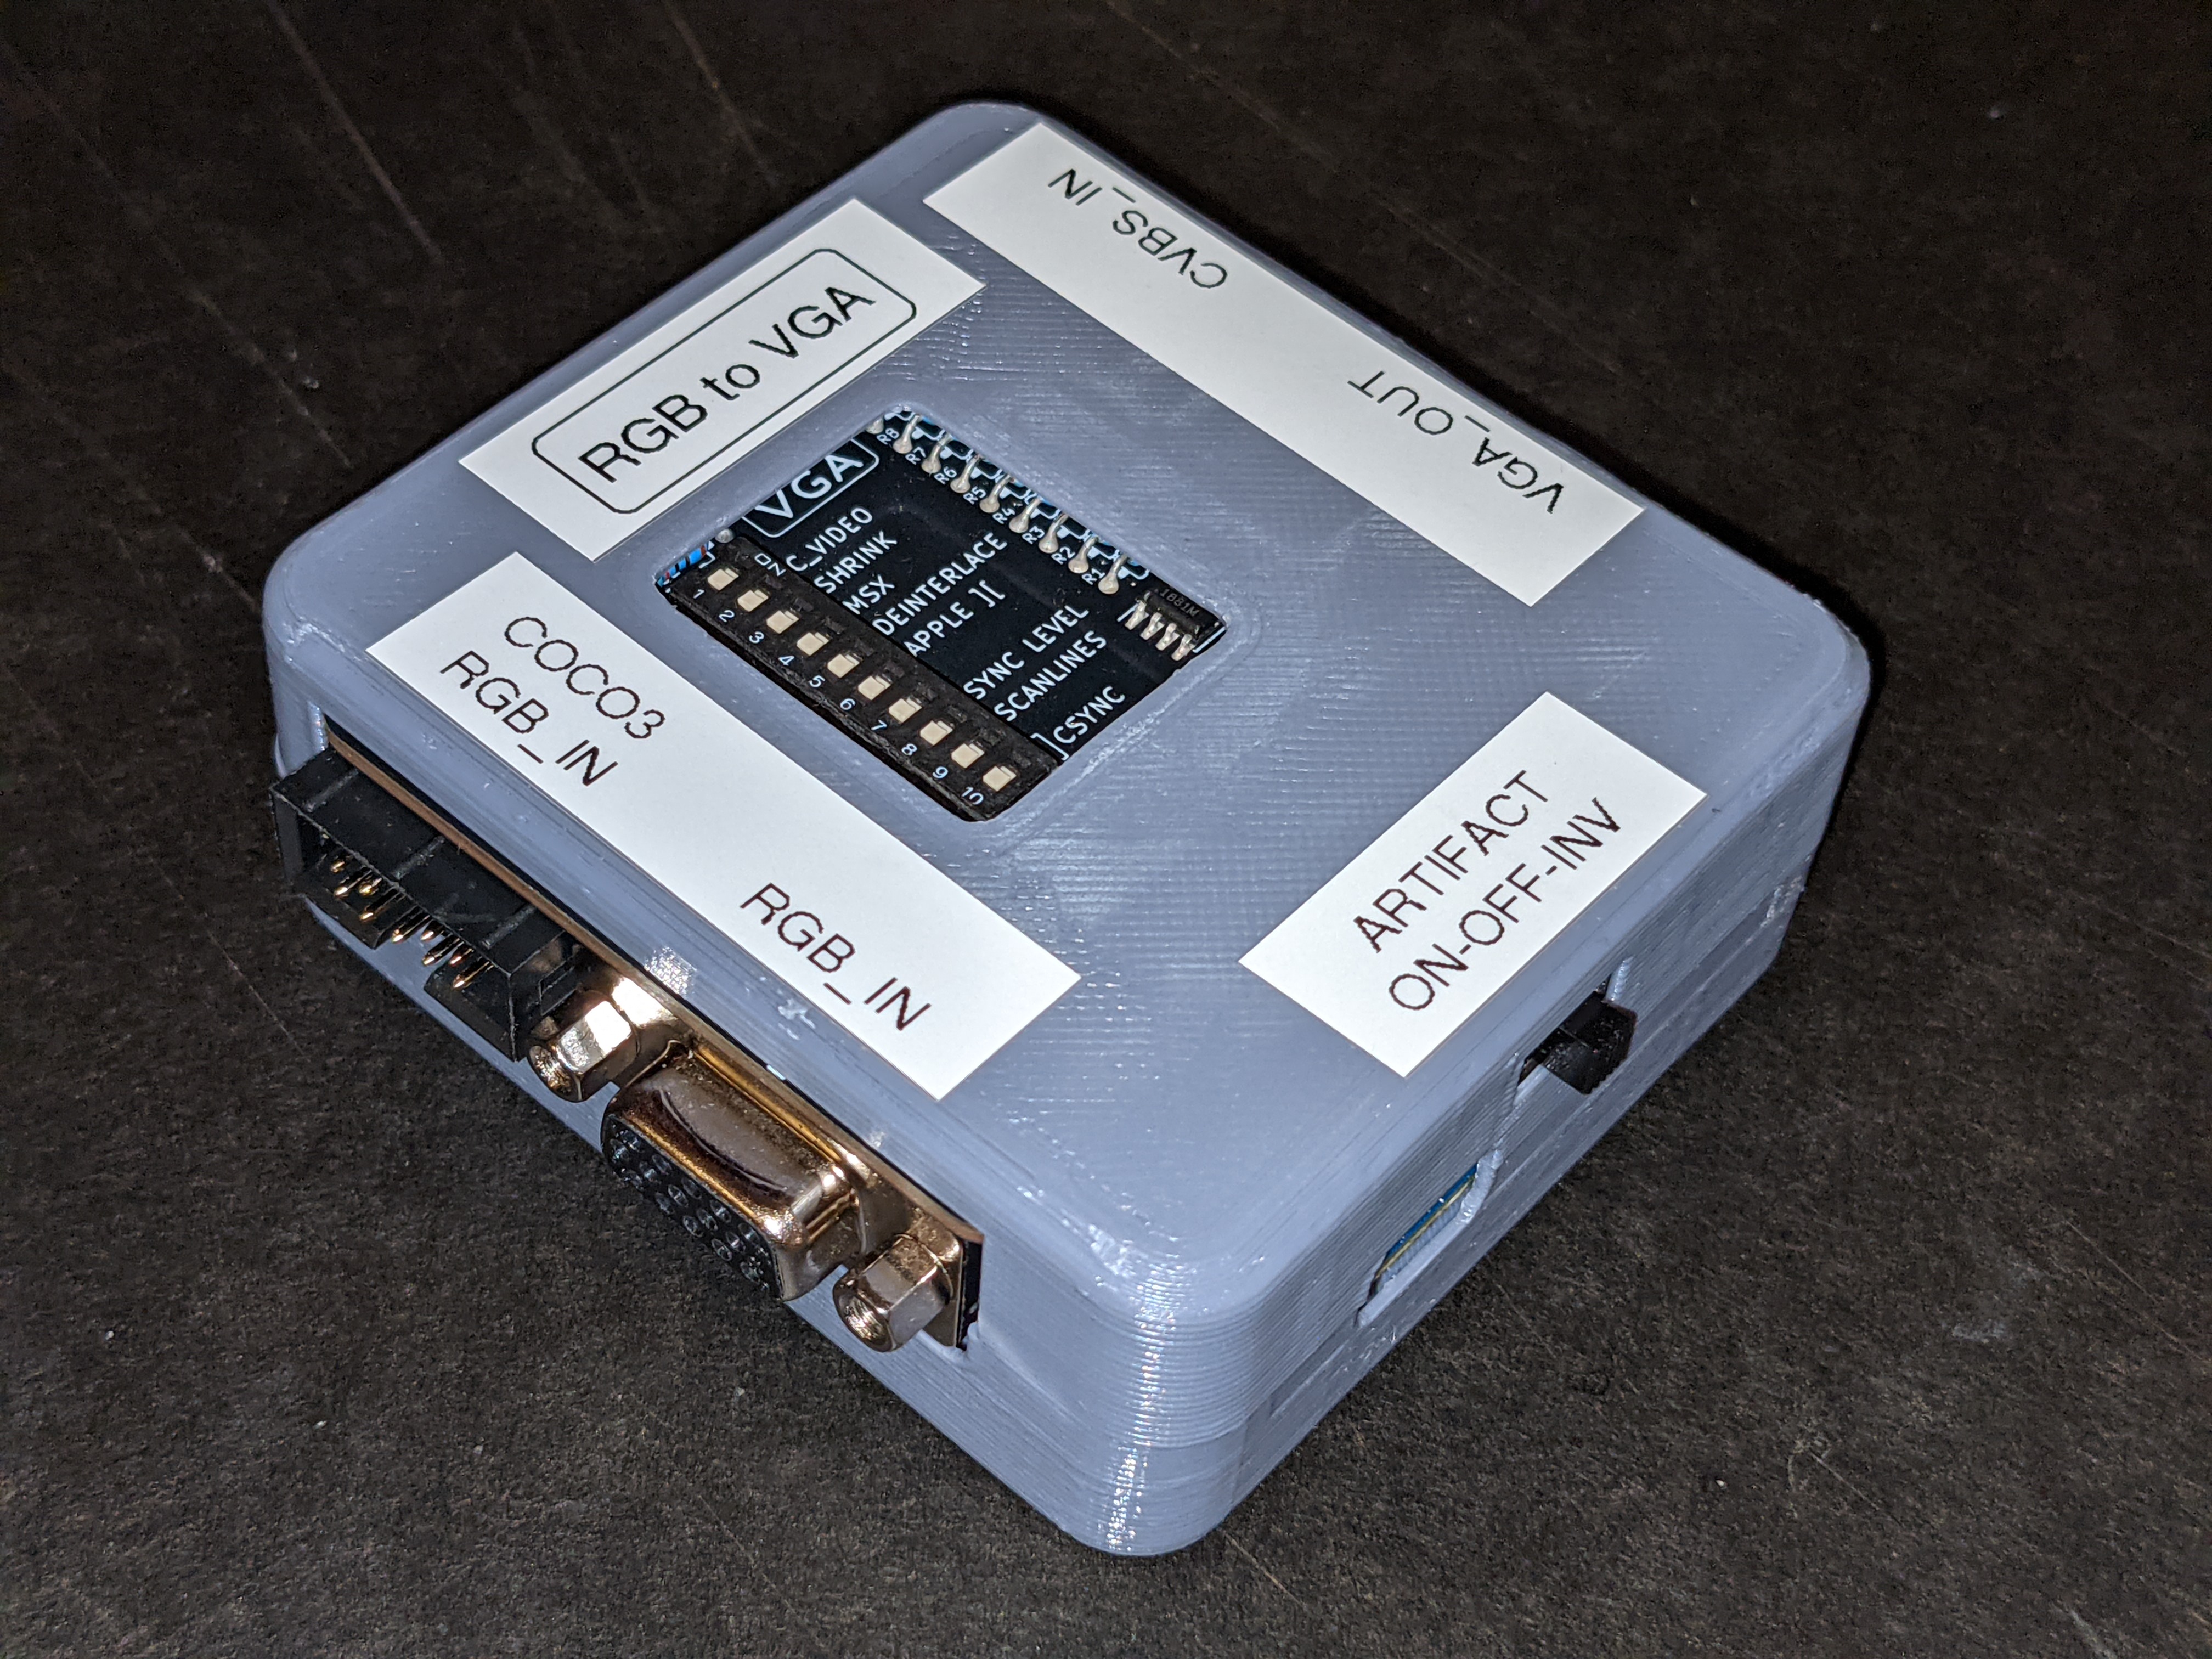 RGB to VGA
CVBS_IN
VGA_OUT
COCO3
RGB_IN
RGB_IN
ARTIFACT
ON-OFF-INV
VGA
ON
C_VIDEO
SHRINK
MSX
DEINTERLACE
APPLE ][
SYNC LEVEL
SCANLINES
]CSYNC
1 2 3 4 5 6 7 8 9 10
R8
R7
R6
R5
R4
R3
R2
R1
1881M